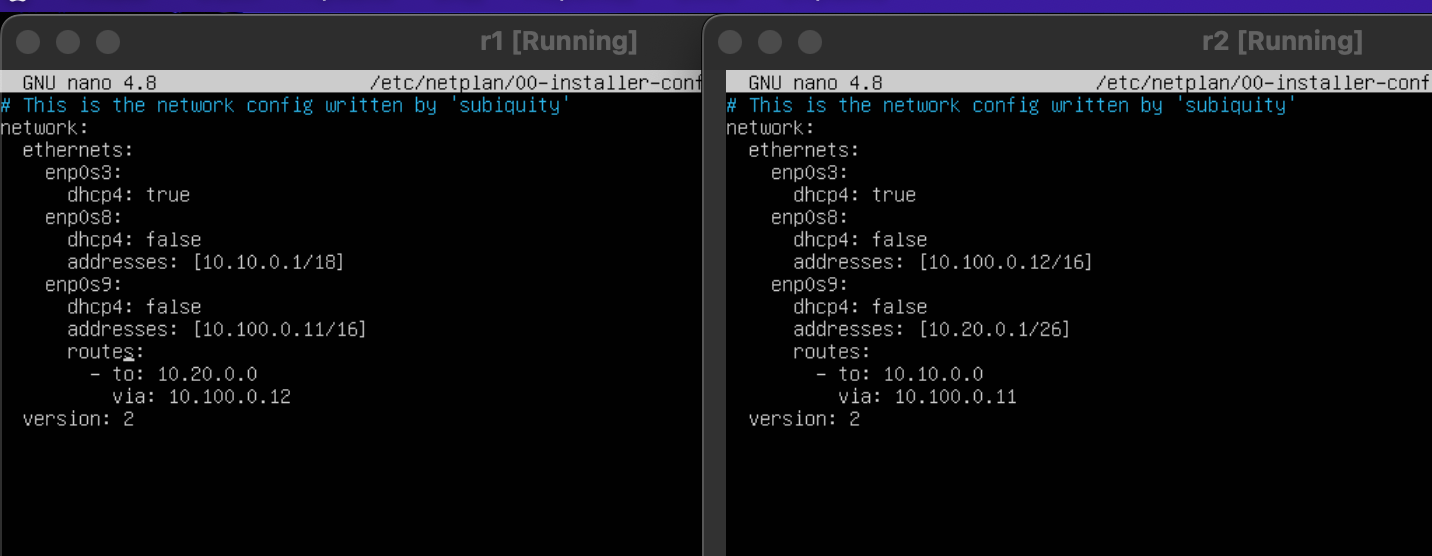 r1 [Running]
GNU nano 4.8 /etc/netplan/00-installer-conf
# This is the network config written by 'subiquity'
network:
  ethernets:
    enp0s3:
      dhcp4: true
    enp0s8:
      dhcp4: false
      addresses: [10.10.0.1/18]
    enp0s9:
      dhcp4: false
      addresses: [10.100.0.11/16]
      routes:
        - to: 10.20.0.0
          via: 10.100.0.12
  version: 2
r2 [Running]
GNU nano 4.8 /etc/netplan/00-installer-conf
# This is the network config written by 'subiquity'
network:
  ethernets:
    enp0s3:
      dhcp4: true
    enp0s8:
      dhcp4: false
      addresses: [10.100.0.12/16]
    enp0s9:
      dhcp4: false
      addresses: [10.20.0.1/26]
      routes:
        - to: 10.10.0.0
          via: 10.100.0.11
  version: 2